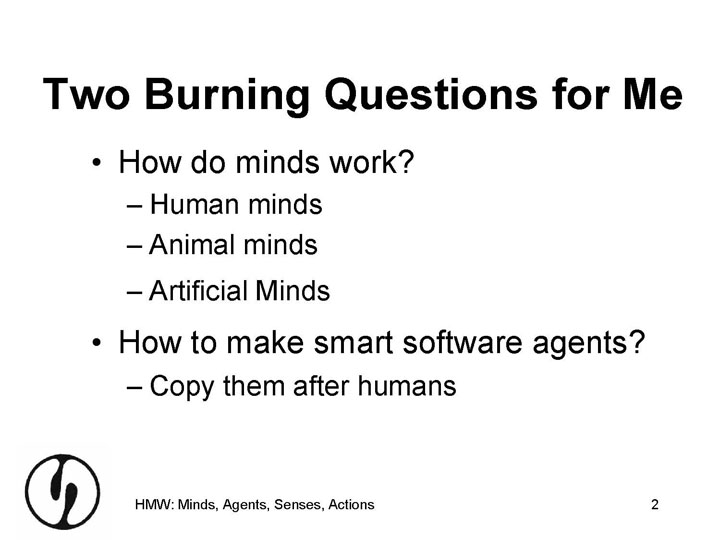 Two Burning Questions for Me
• How do minds work?
– Human minds
– Animal minds
– Artificial Minds
• How to make smart software agents?
– Copy them after humans
HMW: Minds, Agents, Senses, Actions
2